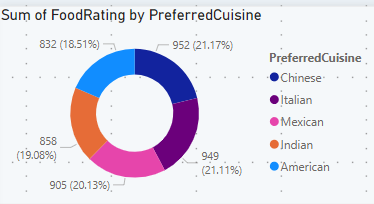 Sum of FoodRating by PreferredCuisine
832 (18.51%)
952 (21.17%)
858
(19.08%)
949
(21.11%)
905 (20.13%)
PreferredCuisine
Chinese
Italian
Mexican
Indian
American